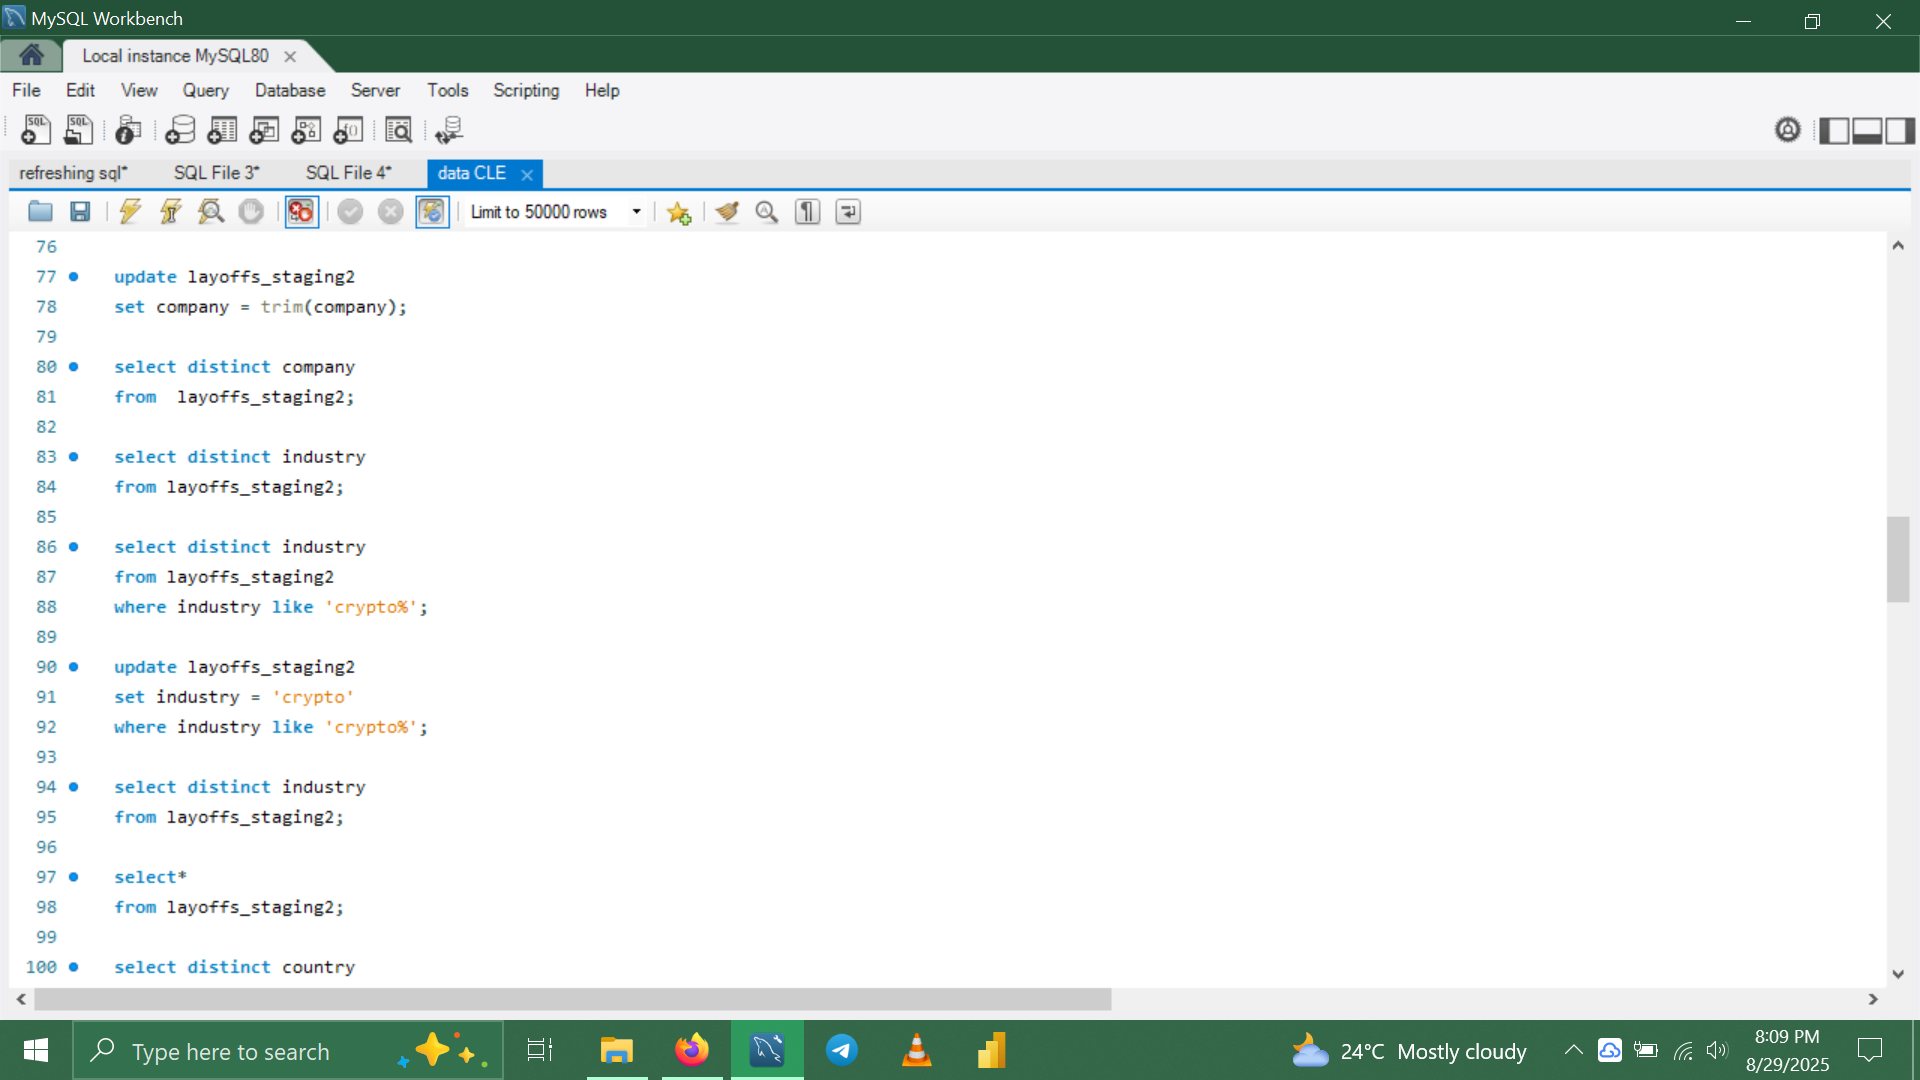 MySQL Workbench
Local instance MySQL80
File Edit View Query Database Server Tools Scripting Help
refreshing sql* SQL File 3* SQL File 4* data CLE
Limit to 50000 rows
76
77 update layoffs_staging2
78 set company = trim(company);
79
80 select distinct company
81 from  layoffs_staging2;
82
83 select distinct industry
84 from layoffs_staging2;
85
86 select distinct industry
87 from layoffs_staging2
88 where industry like 'crypto%';
89
90 update layoffs_staging2
91 set industry = 'crypto'
92 where industry like 'crypto%';
93
94 select distinct industry
95 from layoffs_staging2;
96
97 select*
98 from layoffs_staging2;
99
100 select distinct country
Type here to search
24°C Mostly cloudy
8:09 PM
8/29/2025